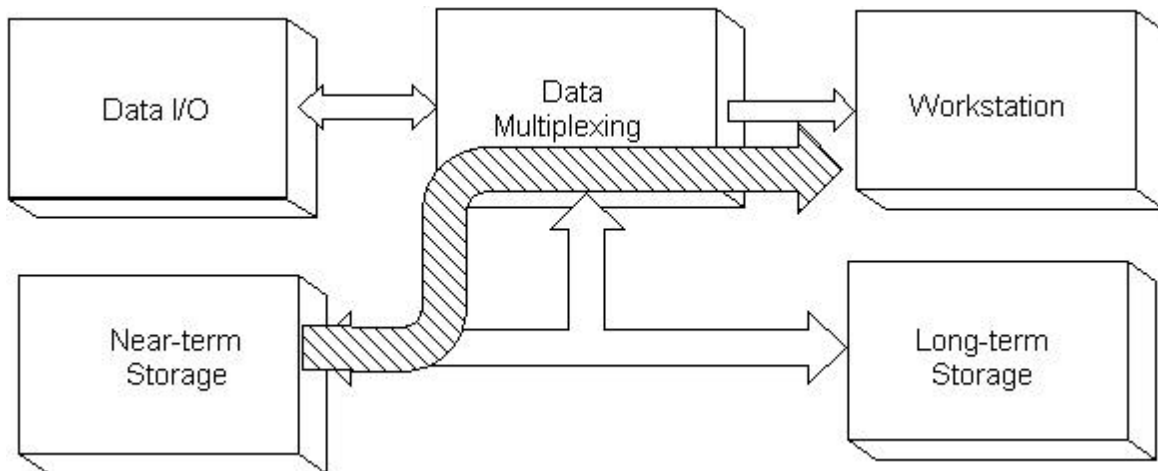 Data I/O
Data
Multiplexing
Workstation
Near-term
Storage
Long-term
Storage